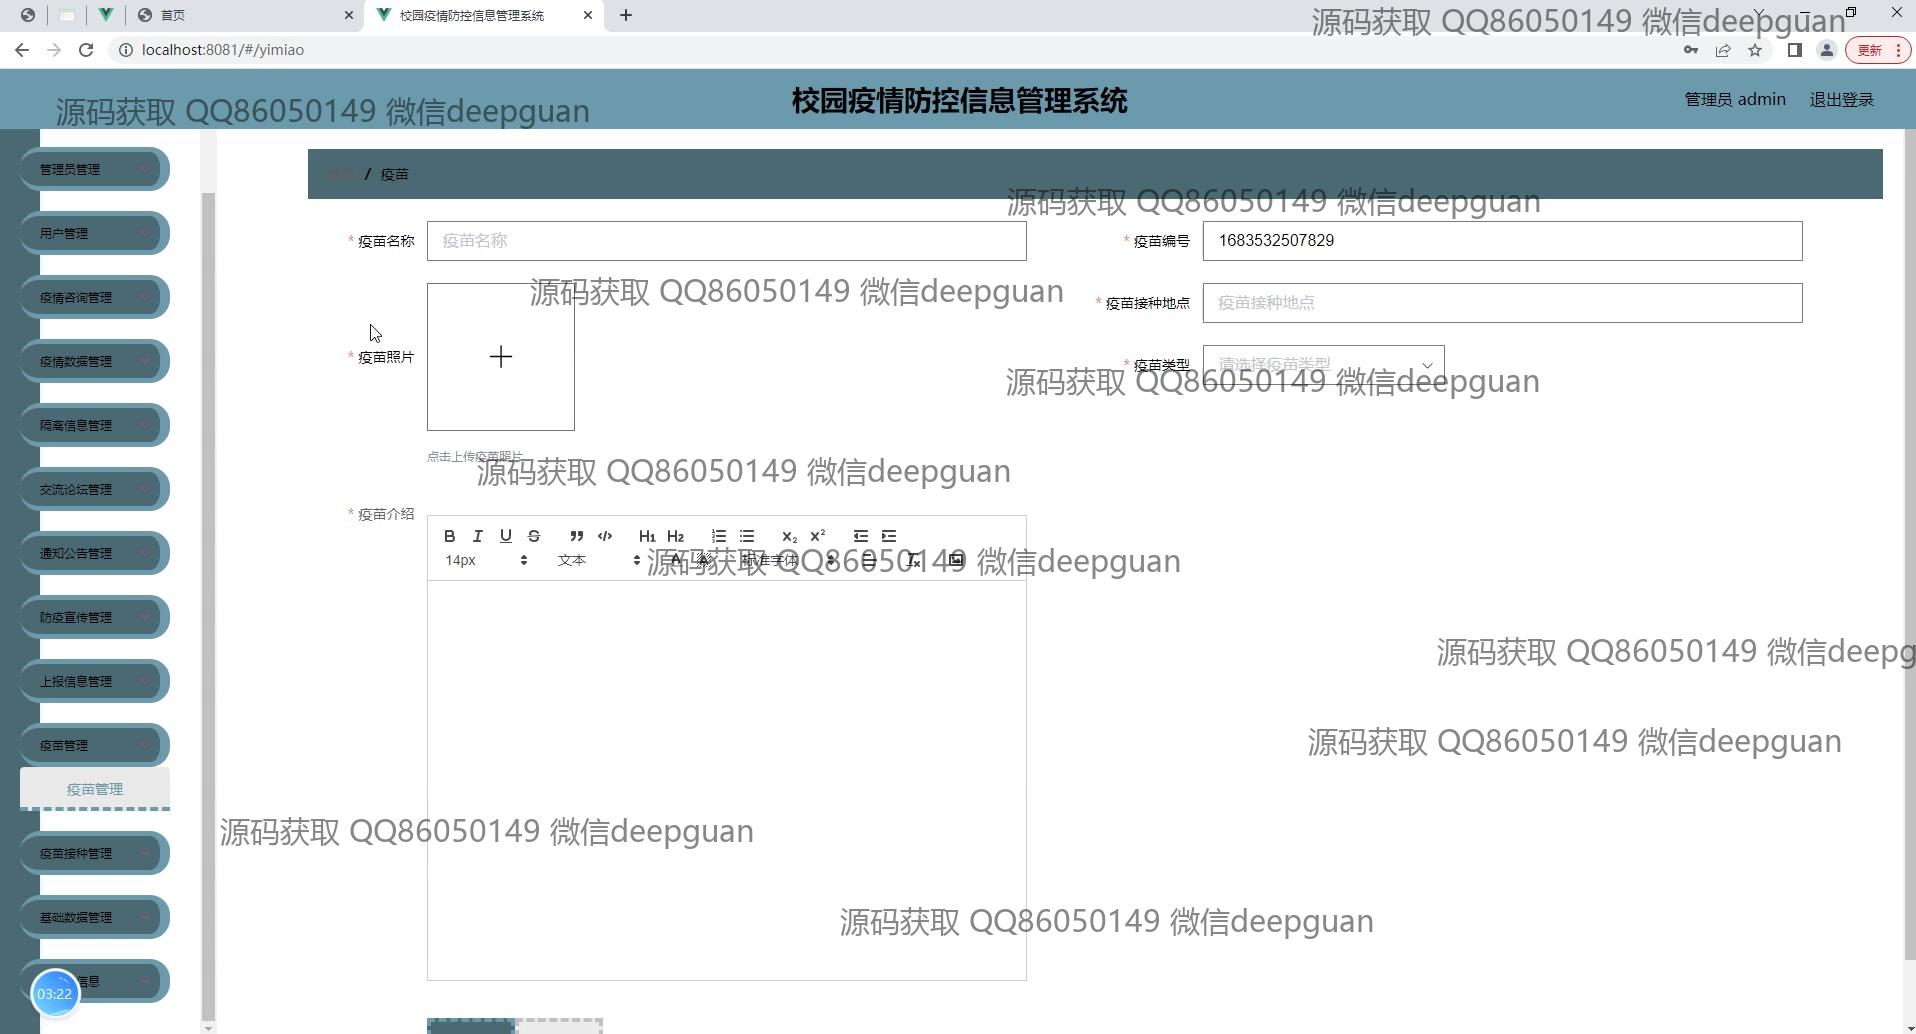 首页
校园疫情防控信息管理系统
源码获取 QQ86050149 微信deepguan
localhost:8081/#/yimiao
更新
源码获取 QQ86050149 微信deepguan
校园疫情防控信息管理系统
管理员 admin
退出登录
管理员管理
首页 / 疫苗
源码获取 QQ86050149 微信deepguan
用户管理
* 疫苗名称
疫苗名称
* 疫苗编号
1683532507829
源码获取 QQ86050149 微信deepguan
疫情咨询管理
* 疫苗接种地点
疫苗接种地点
* 疫苗照片
疫情数据管理
* 疫苗类型
请选择疫苗类型
源码获取 QQ86050149 微信deepguan
隔离信息管理
点击上传疫苗照片
源码获取 QQ86050149 微信deepguan
交流论坛管理
* 疫苗介绍
B I U S H1 H2 X2 X2
14px
文本
标准字体
源码获取 QQ86050149 微信deepguan
通知公告管理
防疫宣传管理
源码获取 QQ86050149 微信deepg
上报信息管理
疫苗管理
源码获取 QQ86050149 微信deepguan
疫苗管理
源码获取 QQ86050149 微信deepguan
疫苗接种管理
基础数据管理
源码获取 QQ86050149 微信deepguan
信息
03:22